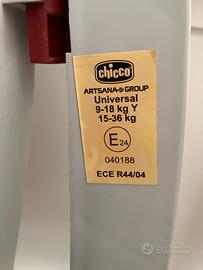 chicco
ARTSANA GROUP
Universal
9-18 kg Y
15-36 kg
E24
040188
ECE R44/04
subito